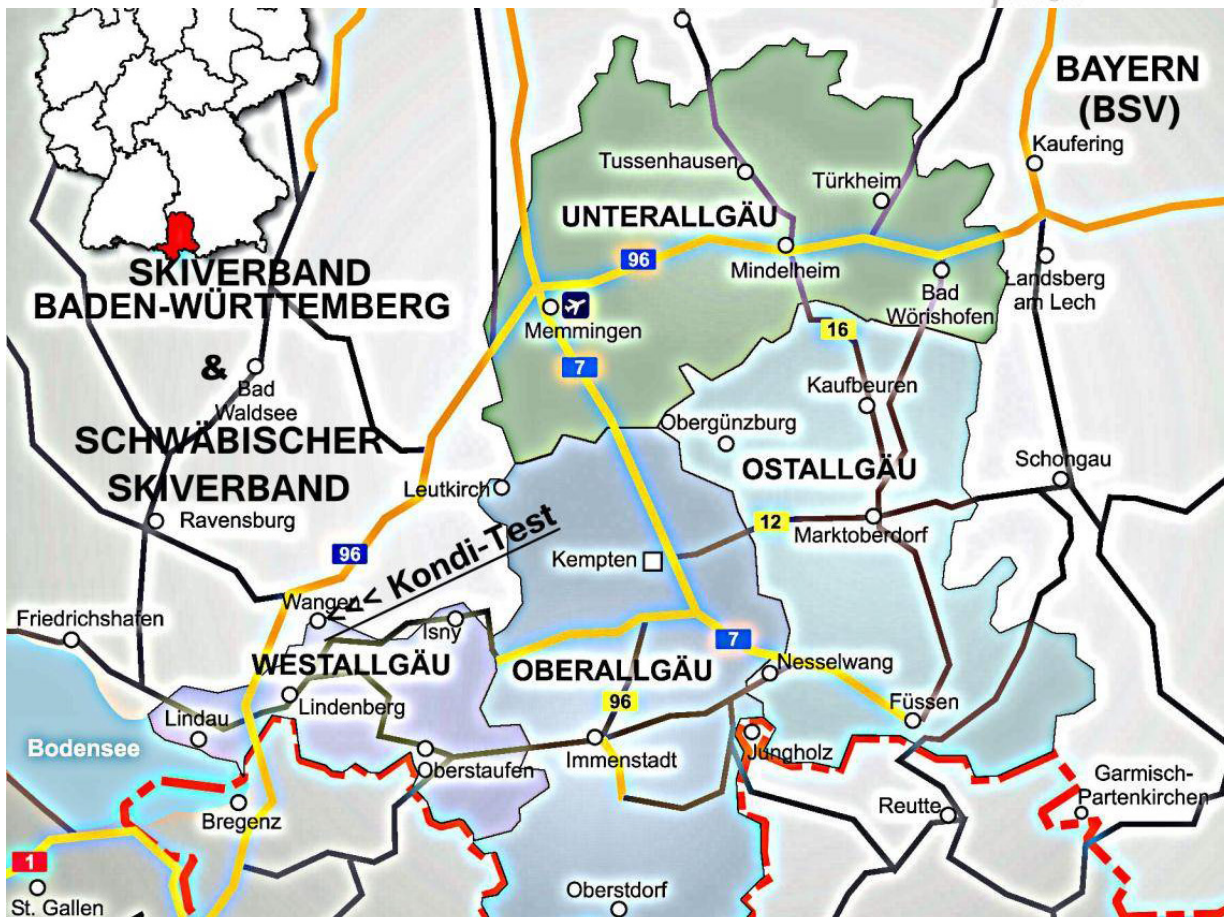 BAYERN
(BSV)
Kaufering
Tussenhausen
Türkheim
UNTERALLGÄU
96
Mindelheim
Landsberg
am Lech
Bad
Wörishofen
SKIVERBAND
BADEN-WÜRTTEMBERG
Memmingen
16
7
&
Bad
Waldsee
Kaufbeuren
Obergünzburg
SCHWÄBISCHER
SKIVERBAND
OSTALLGÄU
Schongau
Leutkirch
Ravensburg
12
Marktoberdorf
96
<<< Kondi-Test
Kempten
Wangen
Friedrichshafen
Isny
7
WESTALLGÄU
OBERALLGÄU
Nesselwang
96
Lindenberg
Füssen
Lindau
Bodensee
Oberstaufen
Immenstadt
Jungholz
Garmisch-
Partenkirchen
Reutte
Bregenz
1
St. Gallen
Oberstdorf